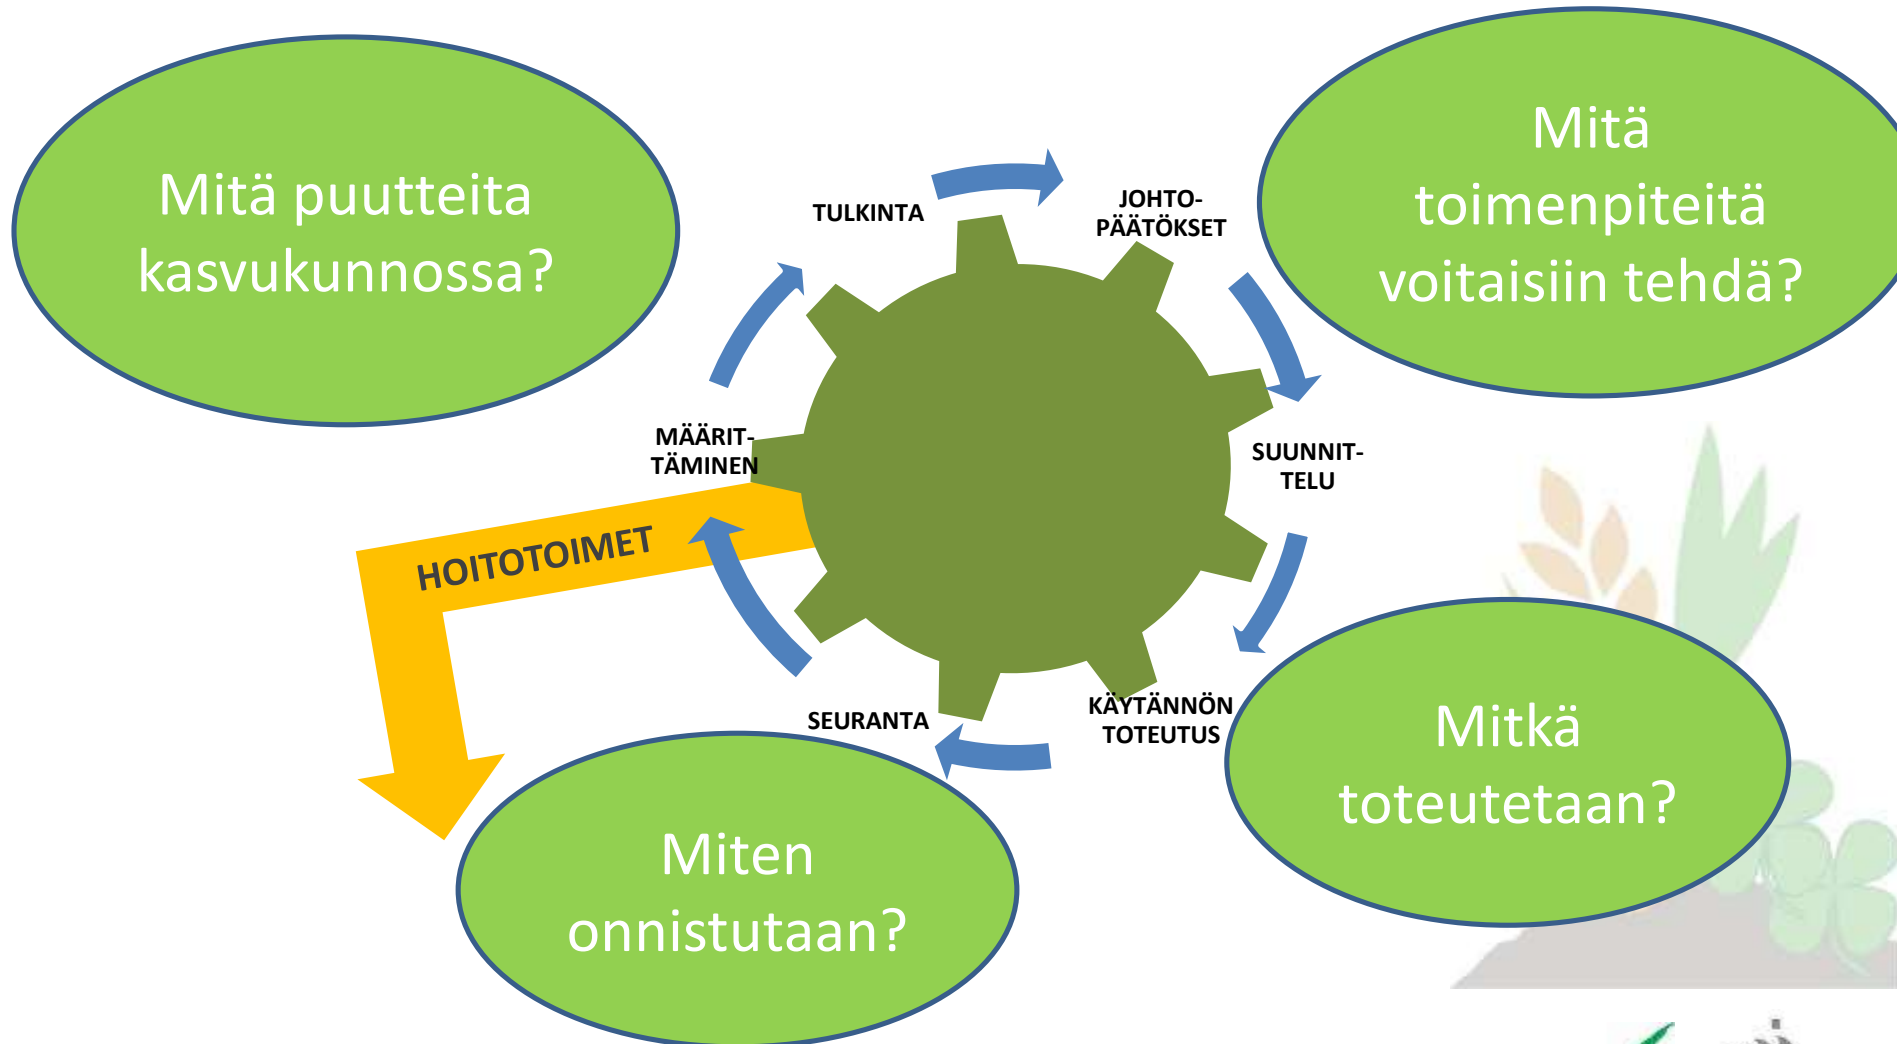 Mitä puutteita
kasvukunnossa?
Mitä
toimenpiteitä
voitaisiin tehdä?
TULKINTA
JOHTO-
PÄÄTÖKSET
MÄÄRIT-
TÄMINEN
SUUNNIT-
TELU
HOITOTOIMET
SEURANTA
KÄYTÄNNÖN
TOTEUTUS
Mitkä
toteutetaan?
Miten
onnistutaan?